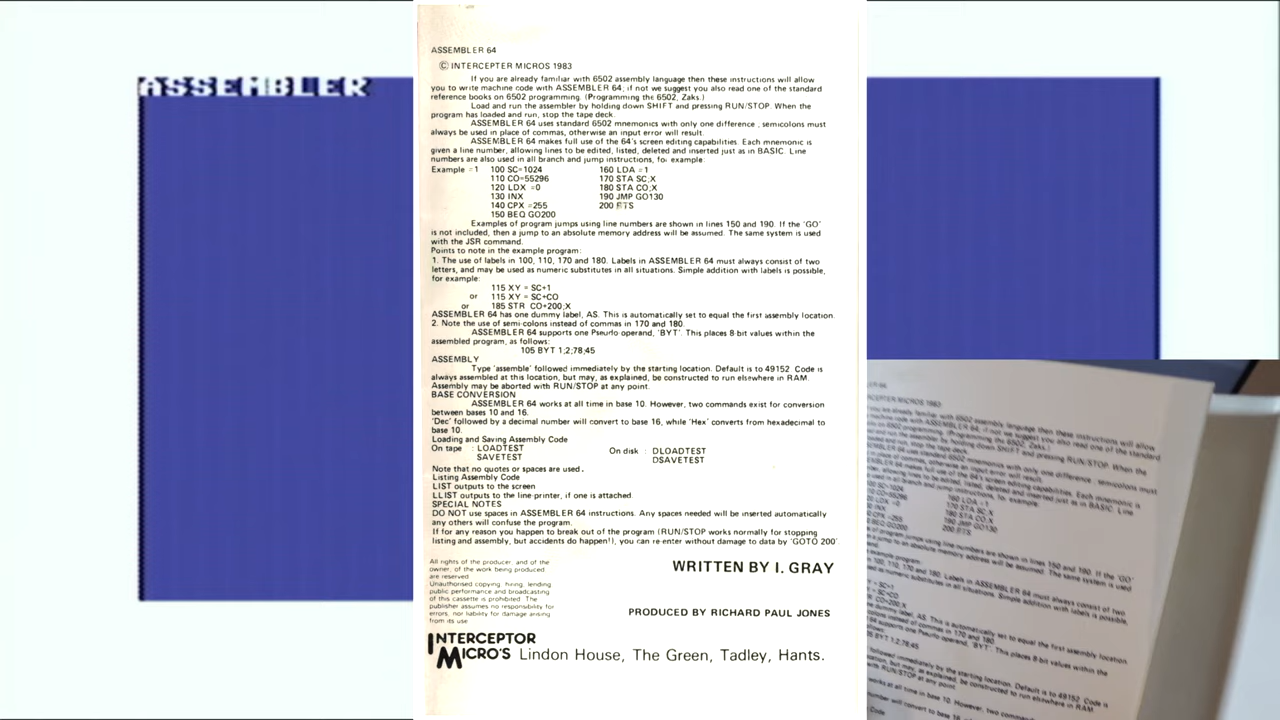 ASSEMBLER
ASSEMBLER 64
© INTERCEPTER MICROS 1983
If you are already familiar with 6502 assembly language then these instructions will allow
you to write machine code with ASSEMBLER 64; if not we suggest you also read one of the standard
reference books on 6502 programming. (Programming the 6502, Zaks.)
Load and run the assembler by holding down SHIFT and pressing RUN/STOP. When the
program has loaded and run, stop the tape deck.
ASSEMBLER 64 uses standard 6502 mnemonics with only one difference ; semicolons must
always be used in place of commas, otherwise an input error will result.
ASSEMBLER 64 makes full use of the 64's screen editing capabilities. Each mnemonic is
given a line number, allowing lines to be edited, listed, deleted and inserted just as in BASIC. Line
numbers are also used in all branch and jump instructions, for example:
Example =1 100 SC=1024 160 LDA =1
110 CO=55296 170 STA SC;X
120 LDX =0 180 STA CO;X
130 INX 190 JMP GO130
140 CPX =255 200 RTS
150 BEQ GO200
Examples of program jumps using line numbers are shown in lines 150 and 190. If the 'GO'
is not included, then a jump to an absolute memory address will be assumed. The same system is used
with the JSR command.
Points to note in the example program:
1. The use of labels in 100, 110, 170 and 180. Labels in ASSEMBLER 64 must always consist of two
letters, and may be used as numeric substitutes in all situations. Simple addition with labels is possible,
for example:
115 XY = SC+1
or 115 XY = SC+CO
or 185 STR CO+200;X
ASSEMBLER 64 has one dummy label, AS. This is automatically set to equal the first assembly location.
2. Note the use of semi-colons instead of commas in 170 and 180.
ASSEMBLER 64 supports one Pseudo operand, 'BYT'. This places 8-bit values within the
assembled program, as follows:
105 BYT 1;2;78;45
ASSEMBLY
Type 'assemble' followed immediately by the starting location. Default is to 49152 Code is
always assembled at this location, but may, as explained, be constructed to run elsewhere in RAM.
Assembly may be aborted with RUN/STOP at any point.
BASE CONVERSION
ASSEMBLER 64 works at all time in base 10. However, two commands exist for conversion
between bases 10 and 16.
'Dec' followed by a decimal number will convert to base 16, while 'Hex' converts from hexadecimal to
base 10.
Loading and Saving Assembly Code
On tape : LOADTEST On disk : DLOADTEST
SAVETEST DSAVETEST
Note that no quotes or spaces are used.
Listing Assembly Code
LIST outputs to the screen
LLIST outputs to the line printer, if one is attached.
SPECIAL NOTES
DO NOT use spaces in ASSEMBLER 64 instructions. Any spaces needed will be inserted automatically
any others will confuse the program.
If for any reason you happen to break out of the program (RUN/STOP works normally for stopping
listing and assembly, but accidents do happen!), you can re-enter without damage to data by 'GOTO 200'
All rights of the producer, and of the
owner, of the work being produced
are reserved
Unauthorised copying, hiring, lending
public performance and broadcasting
of this cassette is prohibited. The
publisher assumes no responsibility for
errors, nor liability for damage arising
from its use
WRITTEN BY I. GRAY
PRODUCED BY RICHARD PAUL JONES
INTERCEPTOR
MICRO'S Lindon House, The Green, Tadley, Hants.